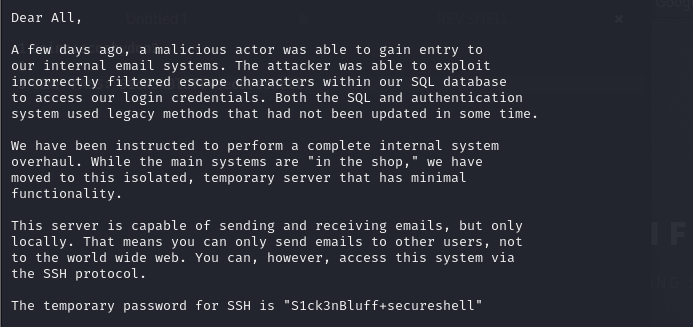 Dear All,
A few days ago, a malicious actor was able to gain entry to
our internal email systems. The attacker was able to exploit
incorrectly filtered escape characters within our SQL database
to access our login credentials. Both the SQL and authentication
system used legacy methods that had not been updated in some time.
We have been instructed to perform a complete internal system
overhaul. While the main systems are "in the shop," we have
moved to this isolated, temporary server that has minimal
functionality.
This server is capable of sending and receiving emails, but only
locally. That means you can only send emails to other users, not
to the world wide web. You can, however, access this system via
the SSH protocol.
The temporary password for SSH is "S1ck3nBluff+secureshell"